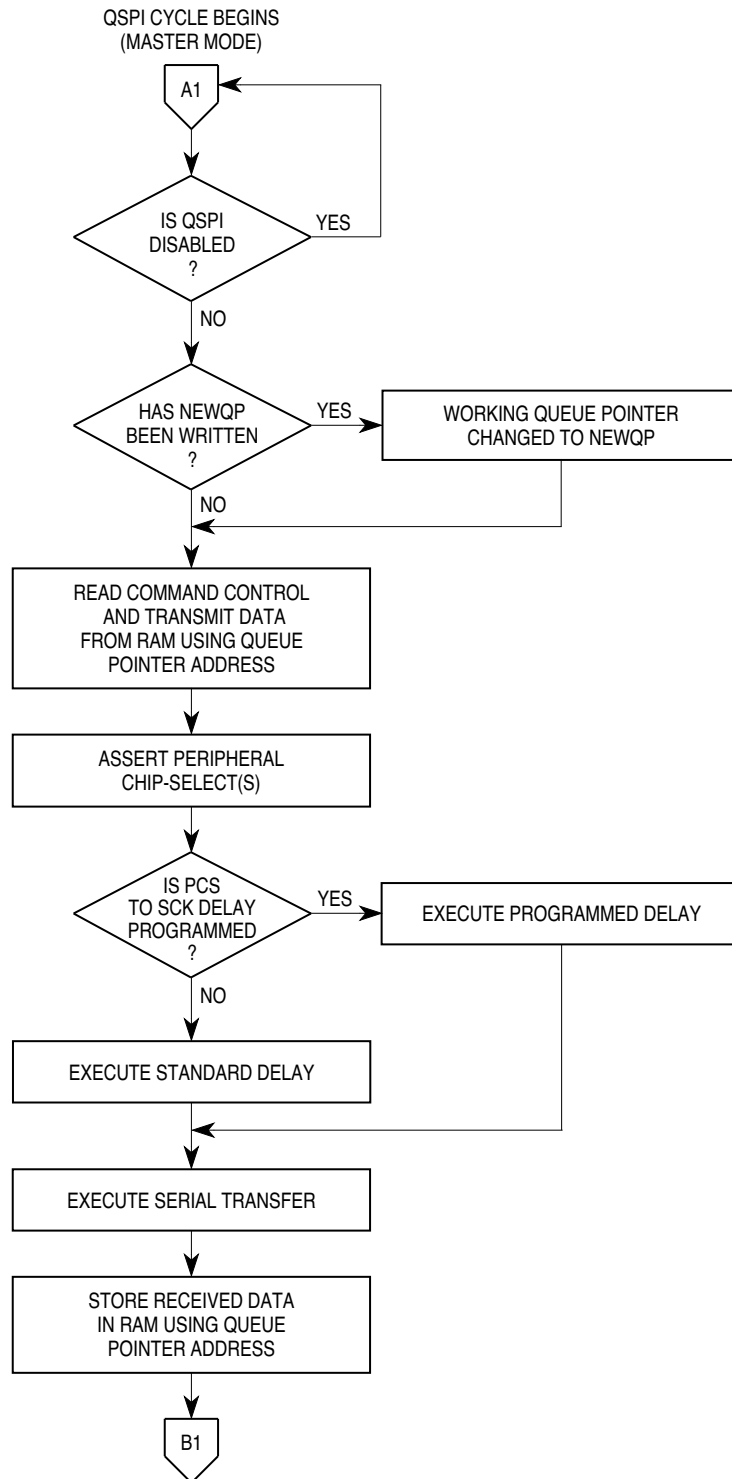 QSPI CYCLE BEGINS
(MASTER MODE)
A1
IS QSPI
DISABLED
?
YES
NO
HAS NEWQP
BEEN WRITTEN
?
YES
WORKING QUEUE POINTER
CHANGED TO NEWQP
NO
READ COMMAND CONTROL
AND TRANSMIT DATA
FROM RAM USING QUEUE
POINTER ADDRESS
ASSERT PERIPHERAL
CHIP-SELECT(S)
IS PCS
TO SCK DELAY
PROGRAMMED
?
YES
EXECUTE PROGRAMMED DELAY
NO
EXECUTE STANDARD DELAY
EXECUTE SERIAL TRANSFER
STORE RECEIVED DATA
IN RAM USING QUEUE
POINTER ADDRESS
B1